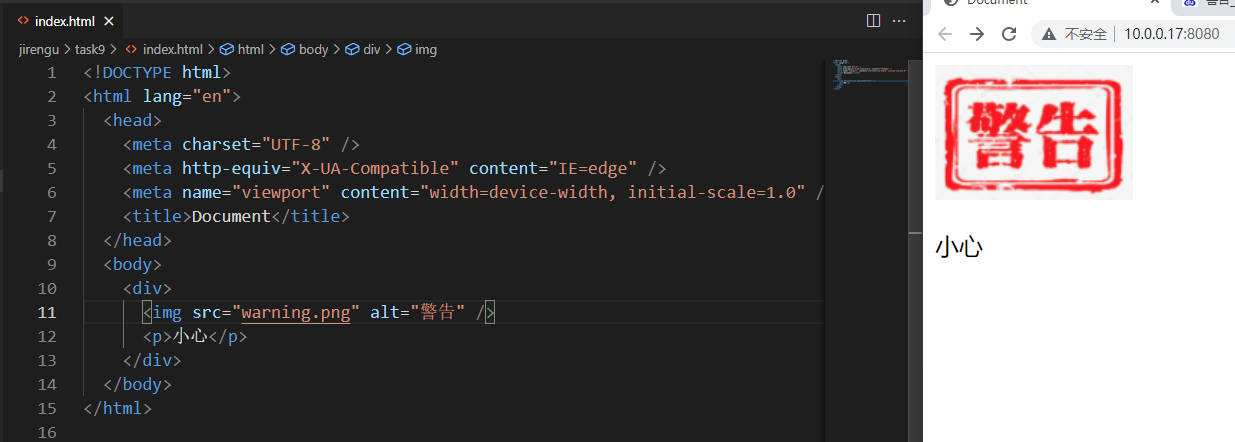 index.html
jirengu > task9 > index.html > html > body > div > img
1 <!DOCTYPE html>
2 <html lang="en">
3 <head>
4 <meta charset="UTF-8" />
5 <meta http-equiv="X-UA-Compatible" content="IE=edge" />
6 <meta name="viewport" content="width=device-width, initial-scale=1.0" /
7 <title>Document</title>
8 </head>
9 <body>
10 <div>
11 <img src="warning.png" alt="警告" />
12 <p>小心</p>
13 </div>
14 </body>
15 </html>
16
Document
警告_
不安全 | 10.0.0.17:8080
警告
小心